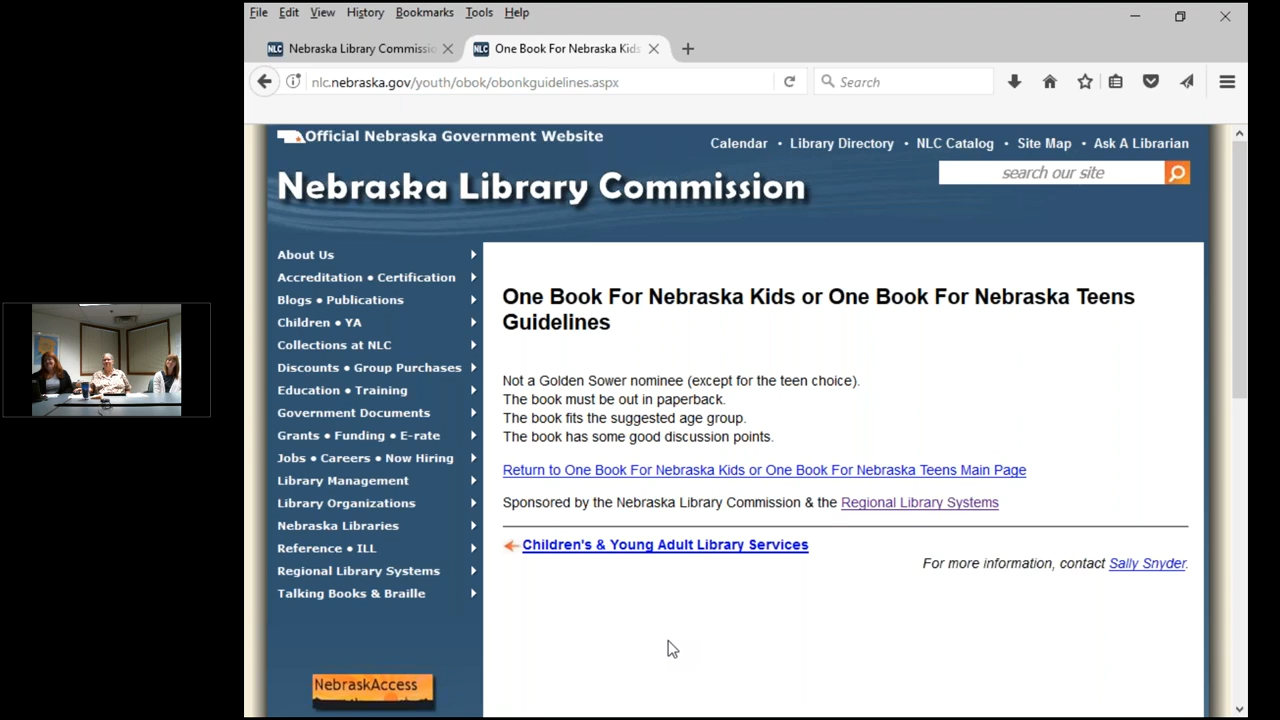 File Edit View History Bookmarks Tools Help
NLC Nebraska Library Commissio
NLC One Book For Nebraska Kids
nlc.nebraska.gov/youth/obok/obonkguidelines.aspx
Search
Official Nebraska Government Website
Calendar • Library Directory • NLC Catalog • Site Map • Ask A Librarian
search our site
Nebraska Library Commission
About Us
Accreditation • Certification
Blogs • Publications
Children • YA
Collections at NLC
Discounts • Group Purchases
Education • Training
Government Documents
Grants • Funding • E-rate
Jobs • Careers • Now Hiring
Library Management
Library Organizations
Nebraska Libraries
Reference • ILL
Regional Library Systems
Talking Books & Braille
NebraskAccess
One Book For Nebraska Kids or One Book For Nebraska Teens
Guidelines
Not a Golden Sower nominee (except for the teen choice).
The book must be out in paperback.
The book fits the suggested age group.
The book has some good discussion points.
Return to One Book For Nebraska Kids or One Book For Nebraska Teens Main Page
Sponsored by the Nebraska Library Commission & the Regional Library Systems
Children's & Young Adult Library Services
For more information, contact Sally Snyder.